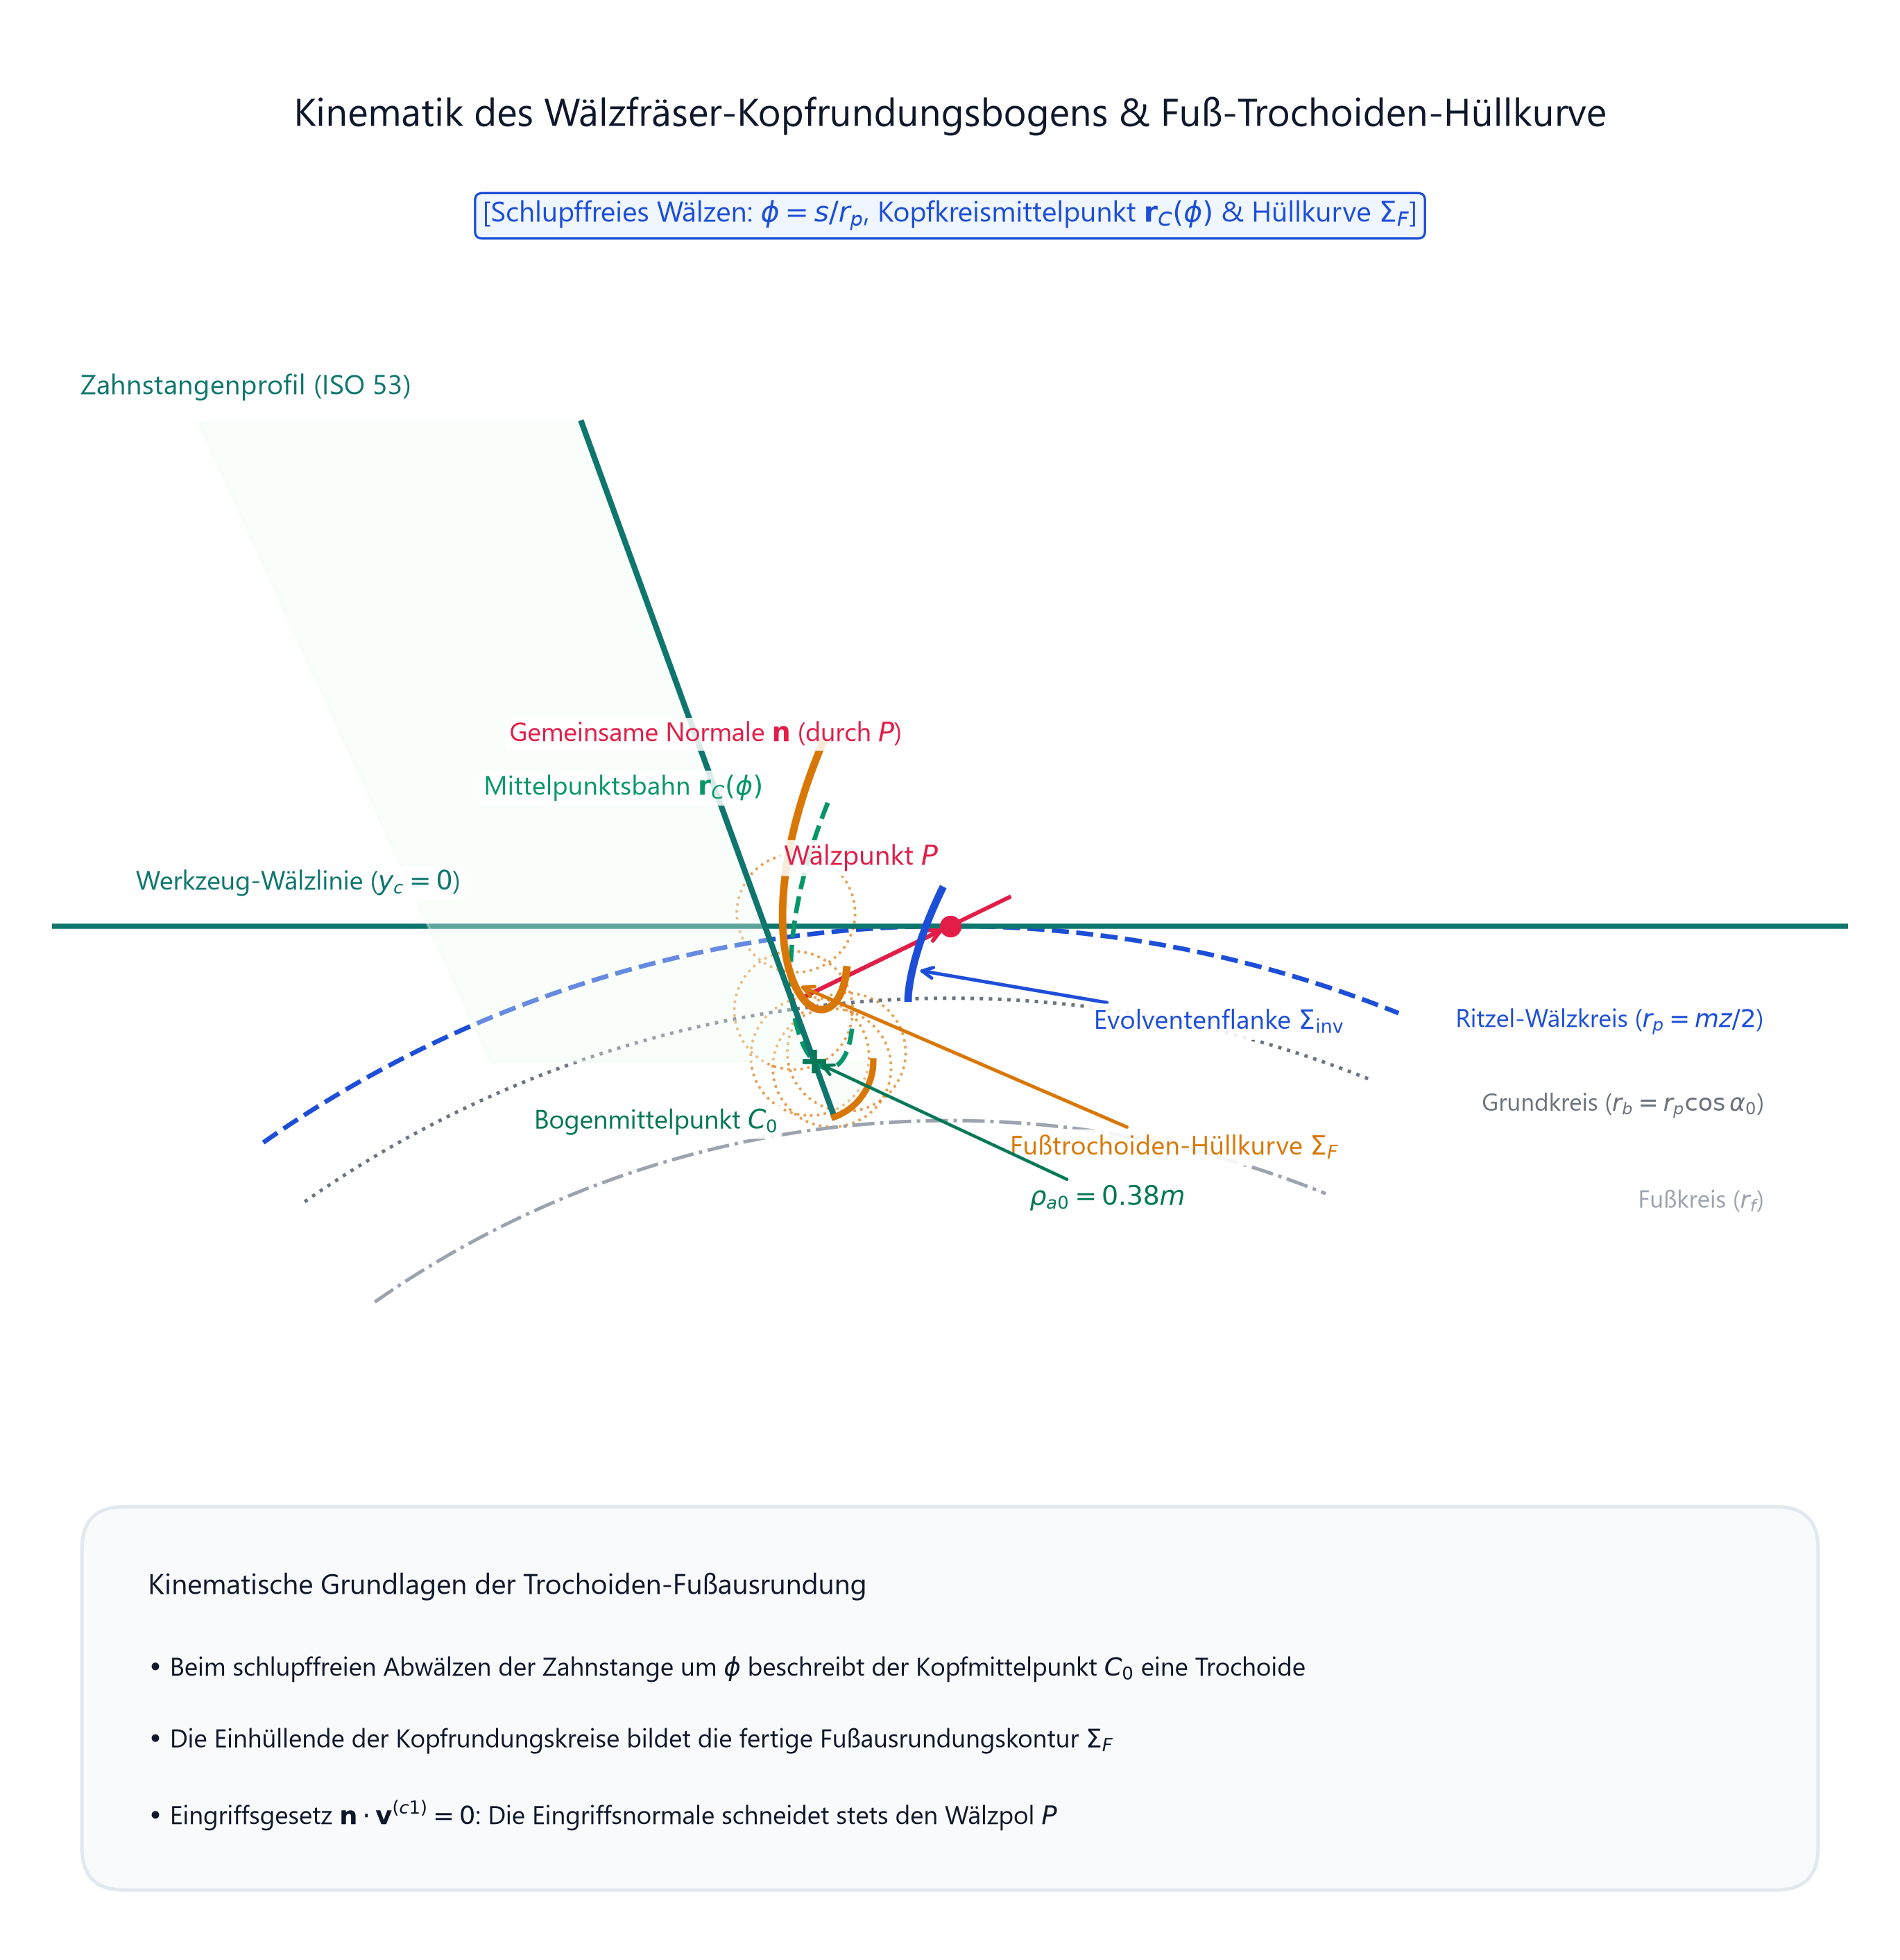 Kinematik des Wälzfräser-Kopfrundungsbogens & Fuß-Trochoiden-Hüllkurve
[Schlupffreies Wälzen: ϕ = s/r_p, Kopfkreismittelpunkt r_C(ϕ) & Hüllkurve Σ_F]
Zahnstangenprofil (ISO 53)
Gemeinsame Normale n (durch P)
Mittelpunktsbahn r_C(ϕ)
Wälzpunkt P
Werkzeug-Wälzlinie (y_c = 0)
Evolventenflanke Σ_inv
Ritzel-Wälzkreis (r_p = mz/2)
Grundkreis (r_b = r_p cos α_0)
Bogenmittelpunkt C_0
Fußtrochoiden-Hüllkurve Σ_F
ρ_a0 = 0.38m
Fußkreis (r_f)
Kinematische Grundlagen der Trochoiden-Fußausrundung
• Beim schlupffreien Abwälzen der Zahnstange um ϕ beschreibt der Kopfmittelpunkt C_0 eine Trochoide
• Die Einhüllende der Kopfrundungskreise bildet die fertige Fußausrundungskontur Σ_F
• Eingriffsgesetz n · v^(c1) = 0: Die Eingriffsnormale schneidet stets den Wälzpol P